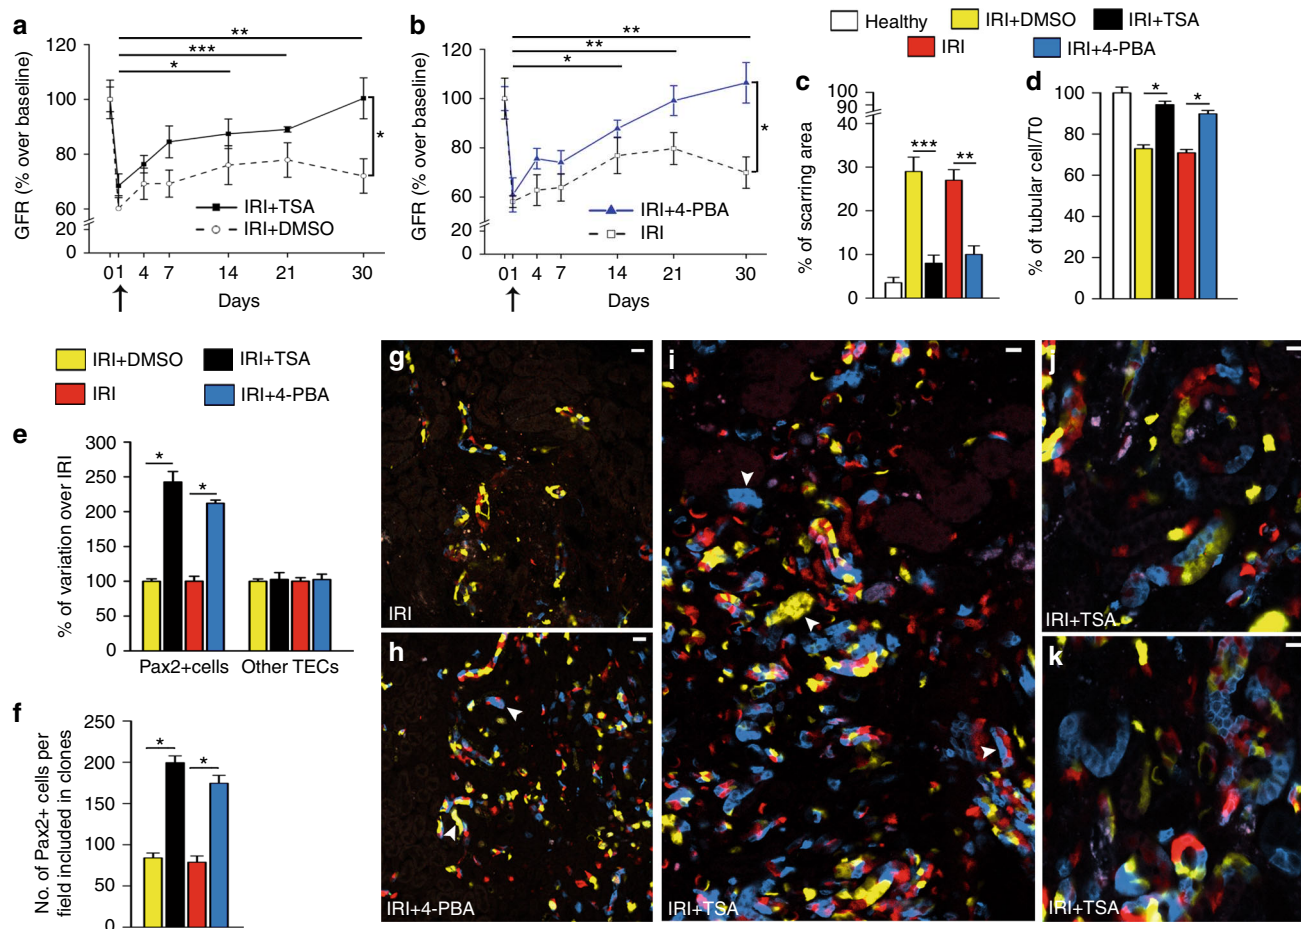 a
GFR (% over baseline)
120
100
80
60
20
0
**
***
*
*
IRI+TSA
IRI+DMSO
0 1 4 7 14 21 30
Days
b
GFR (% over baseline)
120
100
80
60
20
0
**
**
*
*
IRI+4-PBA
IRI
0 1 4 7 14 21 30
Days
Healthy IRI+DMSO IRI+TSA
IRI IRI+4-PBA
c
% of scarring area
100
90
40
30
20
10
0
*** **
d
% of tubular cell/T0
100
80
60
40
20
0
* *
IRI+DMSO IRI+TSA
IRI IRI+4-PBA
e
% of variation over IRI
300
250
200
150
100
50
0
* *
Pax2+cells Other TECs
f
No. of Pax2+ cells per
field included in clones
250
200
150
100
50
0
* *
g
IRI
h
IRI+4-PBA
i
IRI+TSA
j
IRI+TSA
k
IRI+TSA